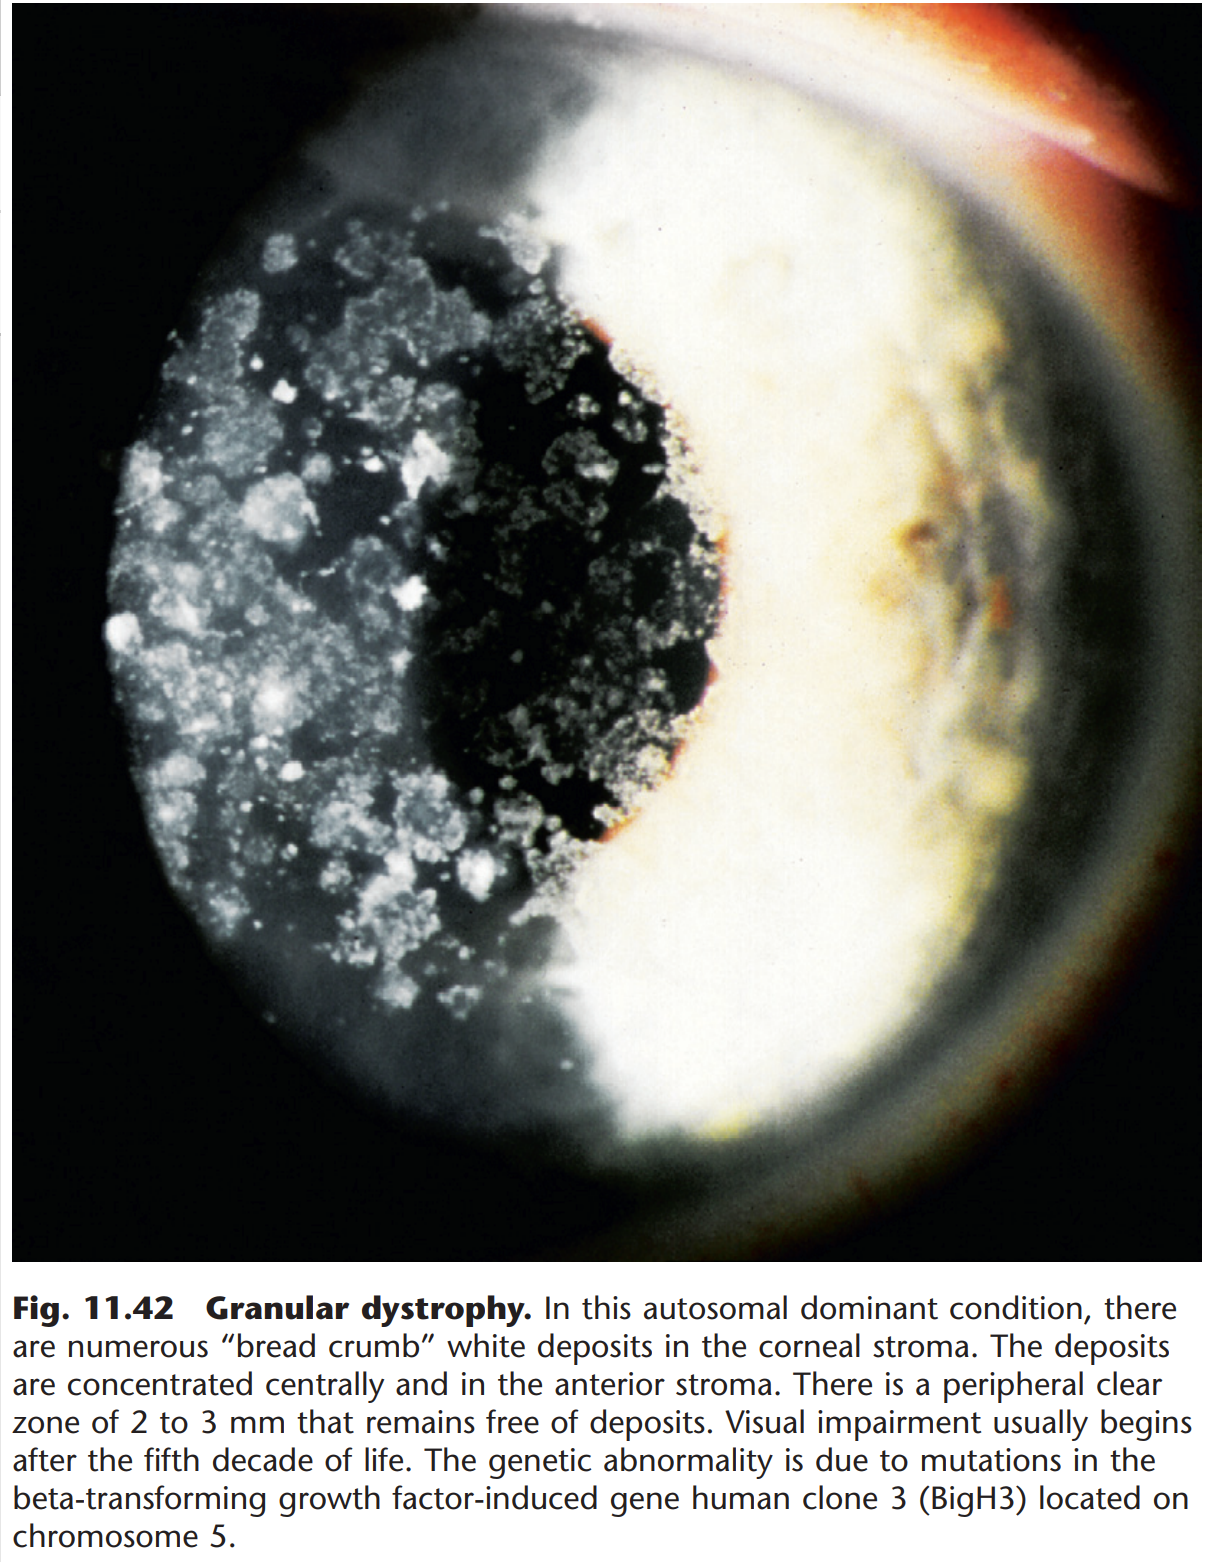 Fig. 11.42 Granular dystrophy. In this autosomal dominant condition, there
are numerous “bread crumb” white deposits in the corneal stroma. The deposits
are concentrated centrally and in the anterior stroma. There is a peripheral clear
zone of 2 to 3 mm that remains free of deposits. Visual impairment usually begins
after the fifth decade of life. The genetic abnormality is due to mutations in the
beta-transforming growth factor-induced gene human clone 3 (BigH3) located on
chromosome 5.